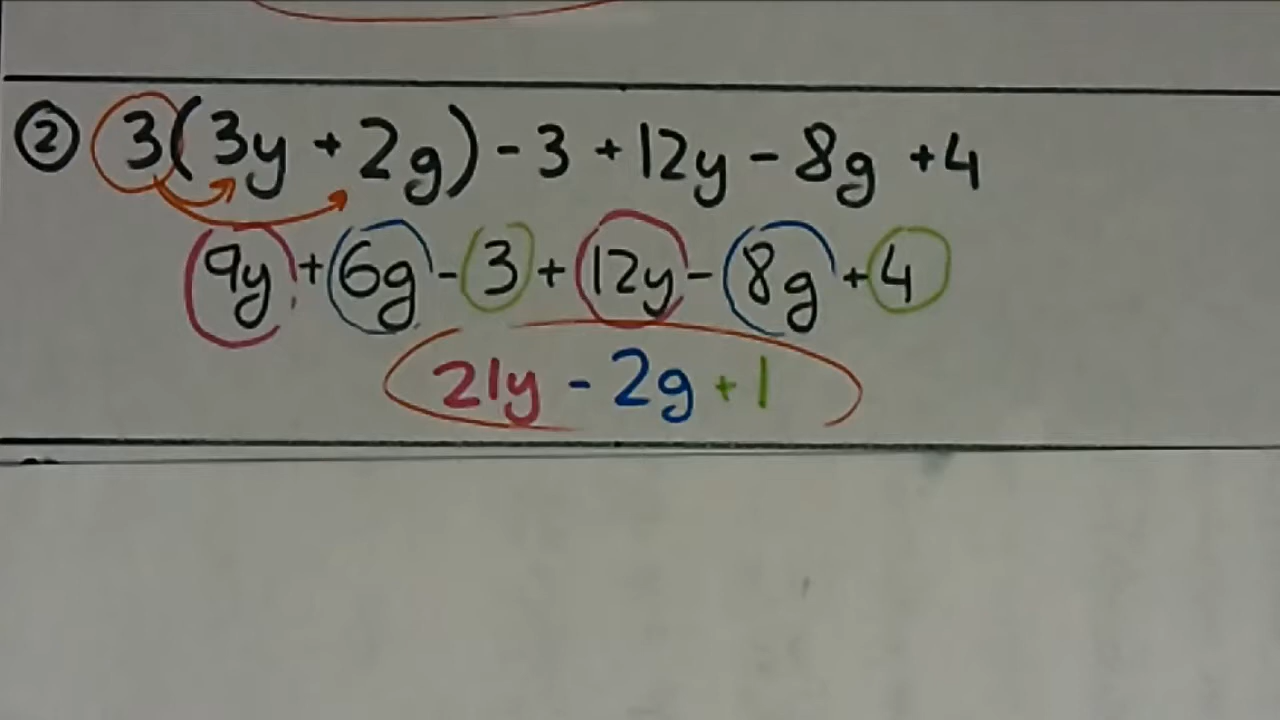 ② 3(3y + 2g) - 3 + 12y - 8g + 4
9y + 6g - 3 + 12y - 8g + 4
21y - 2g + 1